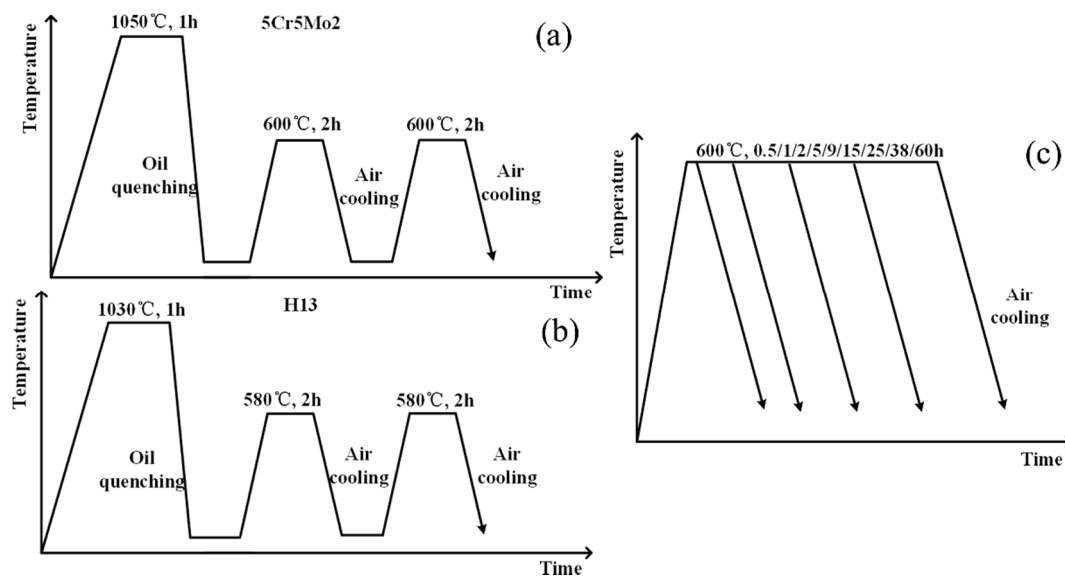 5Cr5Mo2
(a)
Temperature
1050℃, 1h
Oil
quenching
600℃, 2h
Air
cooling
600℃, 2h
Air
cooling
Time
H13
(b)
Temperature
1030℃, 1h
Oil
quenching
580℃, 2h
Air
cooling
580℃, 2h
Air
cooling
Time
(c)
Temperature
600℃, 0.5/1/2/5/9/15/25/38/60h
Air
cooling
Time